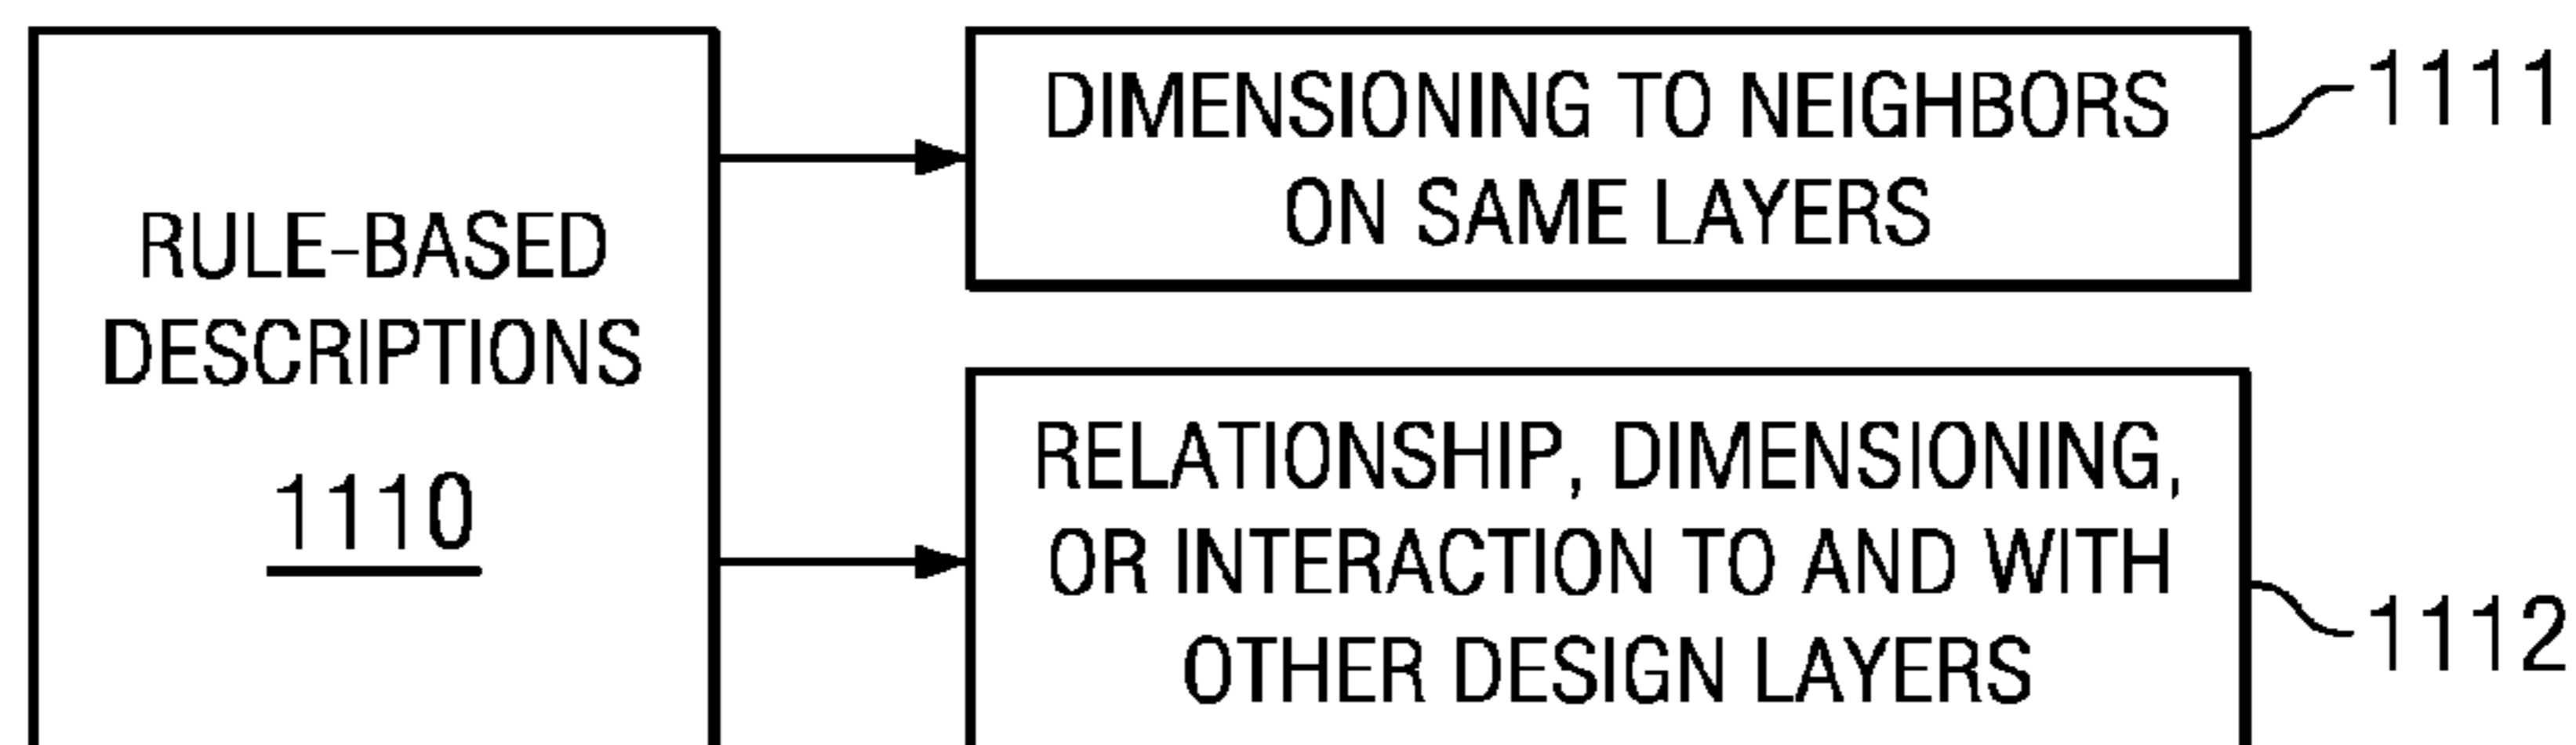 RULE-BASED
DESCRIPTIONS
1110
DIMENSIONING TO NEIGHBORS
ON SAME LAYERS
1111
RELATIONSHIP, DIMENSIONING,
OR INTERACTION TO AND WITH
OTHER DESIGN LAYERS
1112